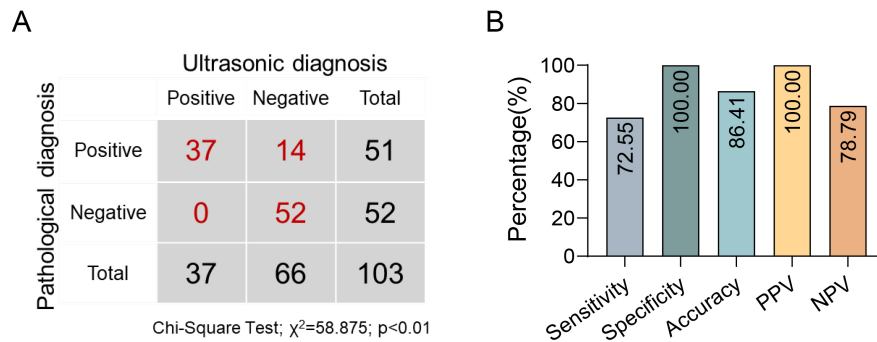 A
Ultrasonic diagnosis
Pathological diagnosis
Positive Negative Total
Positive 37 14 51
Negative 0 52 52
Total 37 66 103
Chi-Square Test; χ²=58.875; p<0.01
B
Percentage(%)
100
80
60
40
20
0
72.55
100.00
86.41
100.00
78.79
Sensitivity
Specificity
Accuracy
PPV
NPV